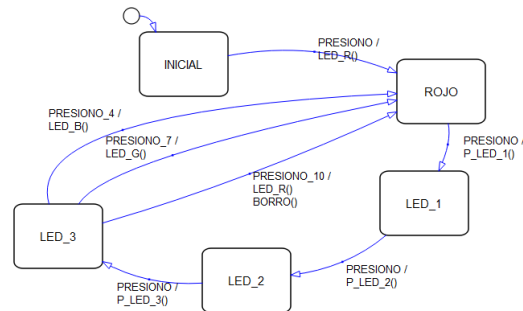 PRESIONO /
LED_R()
INICIAL
ROJO
PRESIONO_4 /
LED_B()
PRESIONO_7 /
LED_G()
PRESIONO /
P_LED_1()
PRESIONO_10 /
LED_R()
BORRO()
LED_1
LED_3
LED_2
PRESIONO /
P_LED_2()
PRESIONO /
P_LED_3()